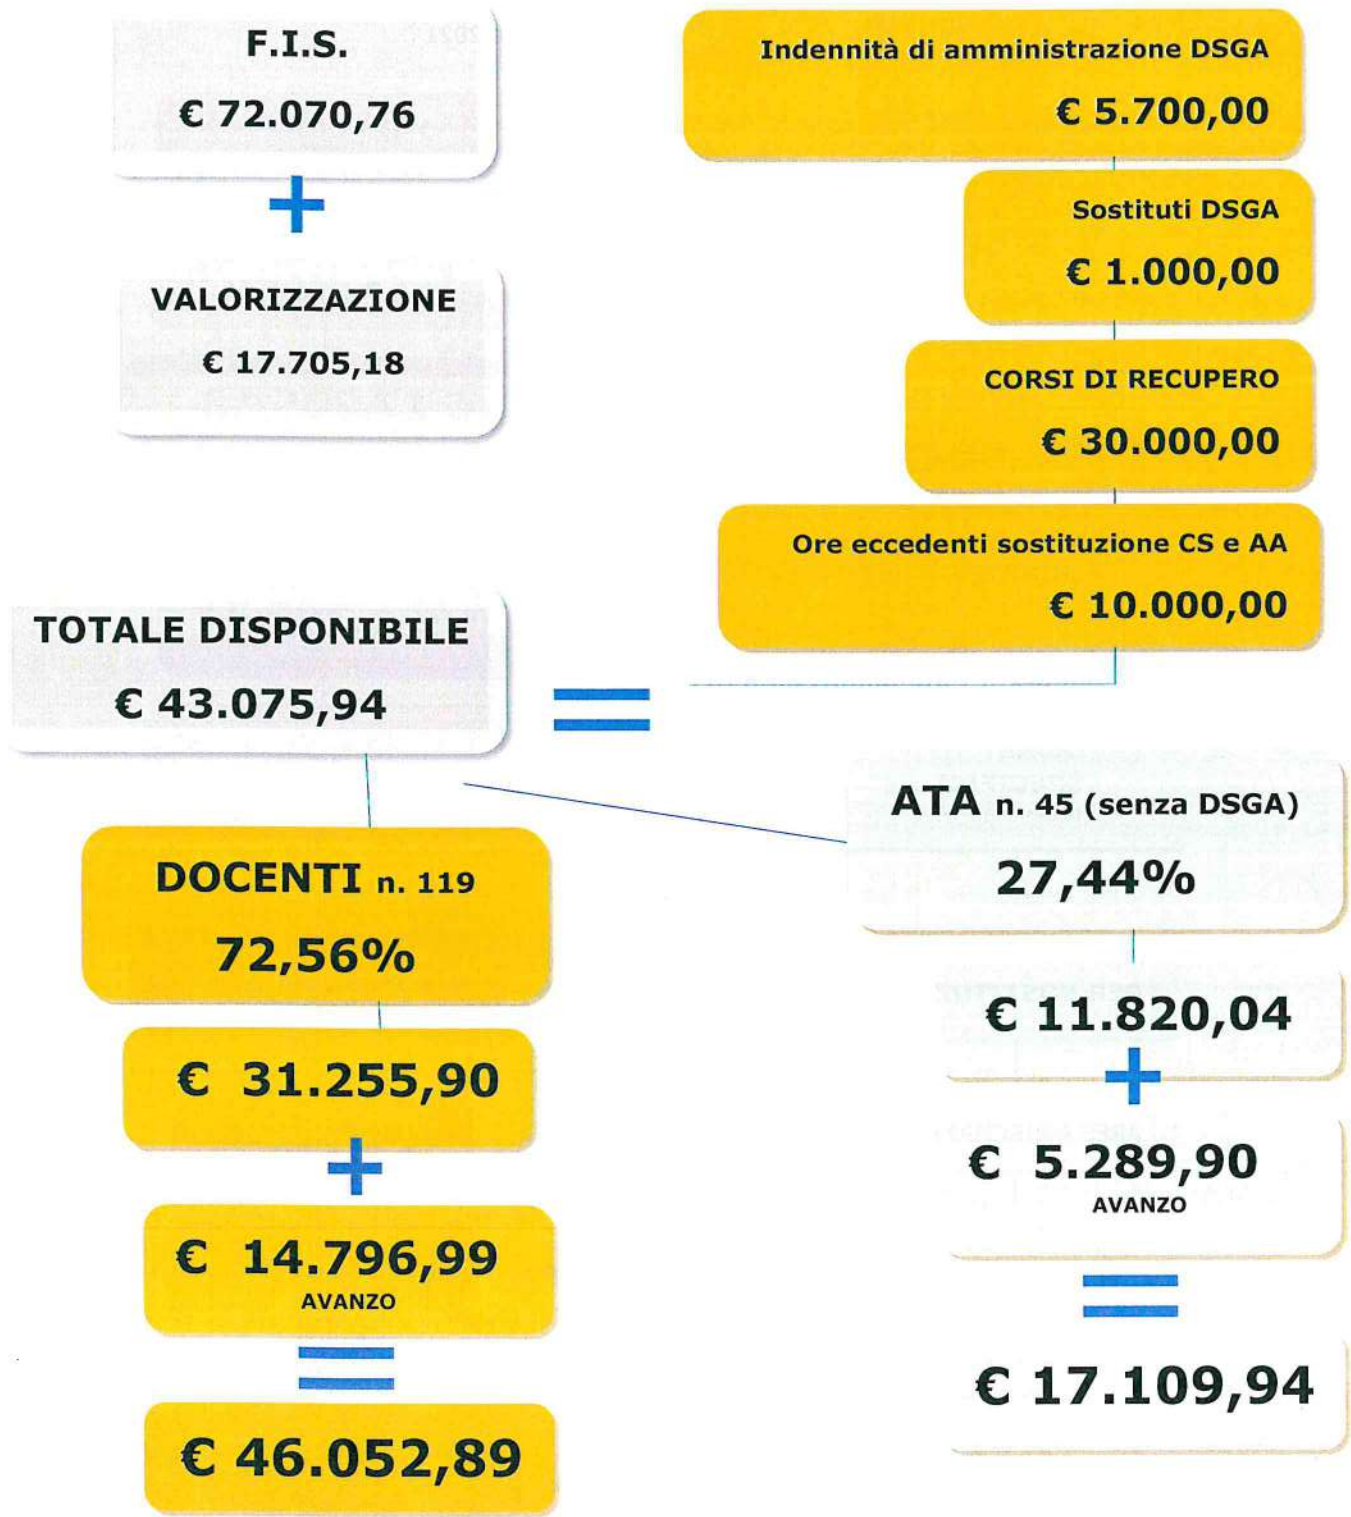 F.I.S.
€ 72.070,76
+
VALORIZZAZIONE
€ 17.705,18
Indennità di amministrazione DSGA
€ 5.700,00
Sostituti DSGA
€ 1.000,00
CORSI DI RECUPERO
€ 30.000,00
Ore eccedenti sostituzione CS e AA
€ 10.000,00
=
TOTALE DISPONIBILE
€ 43.075,94
DOCENTI n. 119
72,56%
€ 31.255,90
+
€ 14.796,99
AVANZO
=
€ 46.052,89
ATA n. 45 (senza DSGA)
27,44%
€ 11.820,04
+
€ 5.289,90
AVANZO
=
€ 17.109,94